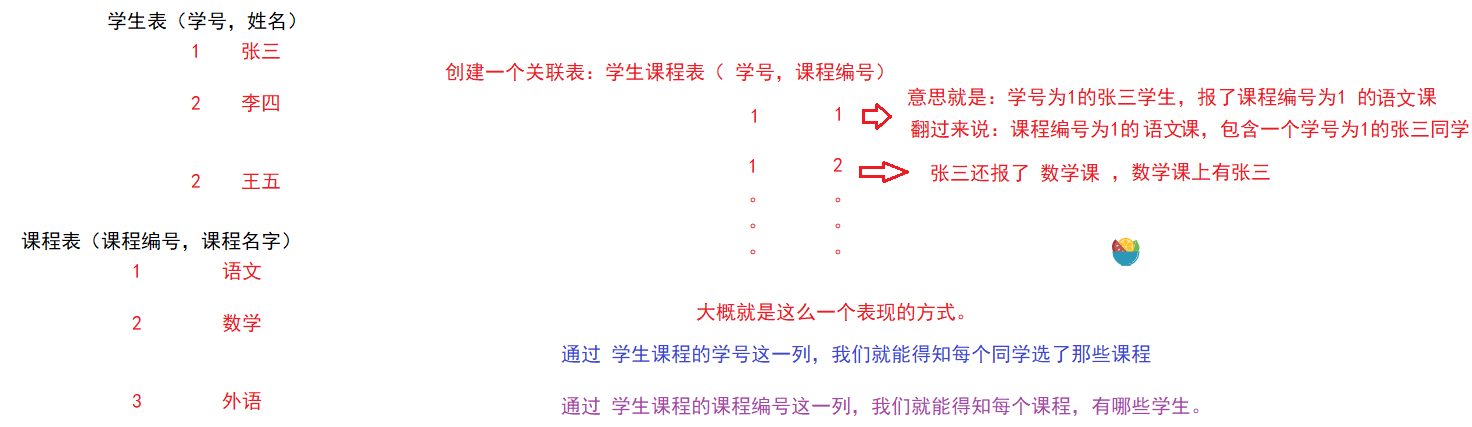 学生表（学号，姓名）
1 张三
2 李四
2 王五
课程表（课程编号，课程名字）
1 语文
2 数学
3 外语
创建一个关联表：学生课程表（ 学号，课程编号）
1 1
意思就是：学号为1的张三学生，报了课程编号为1 的语文课
翻过来说：课程编号为1的 语文课，包含一个学号为1的张三同学
1 2
张三还报了 数学课 ，数学课上有张三
。 。
。 。
。 。
大概就是这么一个表现的方式。
通过 学生课程的学号这一列，我们就能得知每个同学选了那些课程
通过 学生课程的课程编号这一列，我们就能得知每个课程，有哪些学生。